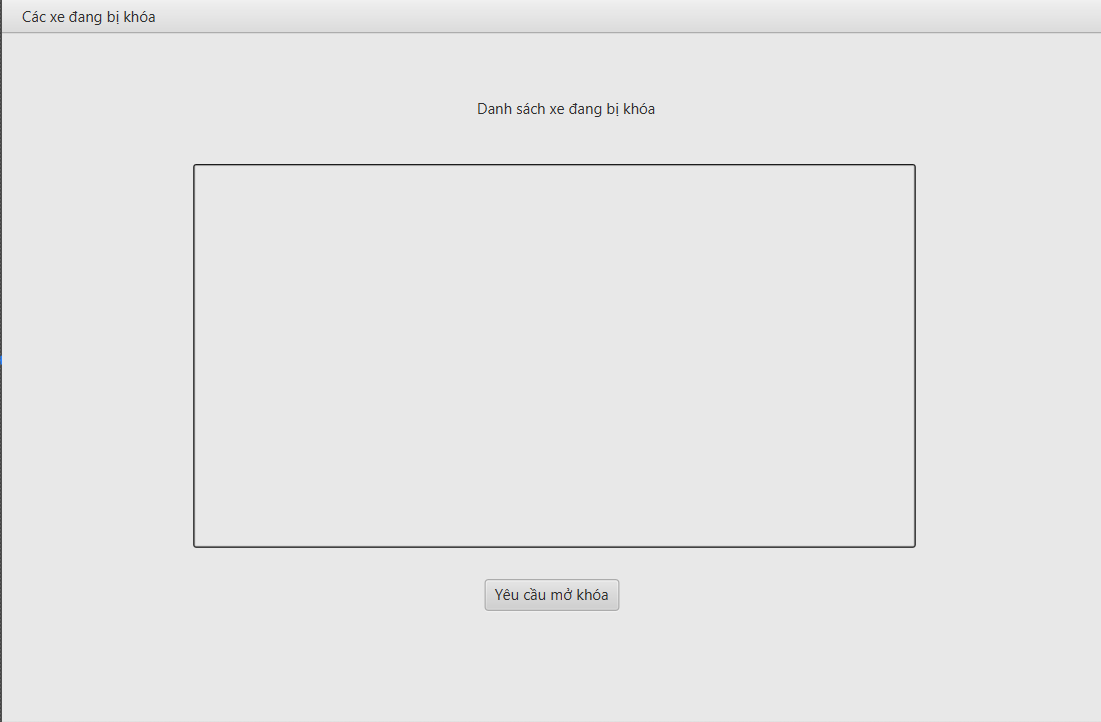 Các xe đang bị khóa
Danh sách xe đang bị khóa
Yêu cầu mở khóa